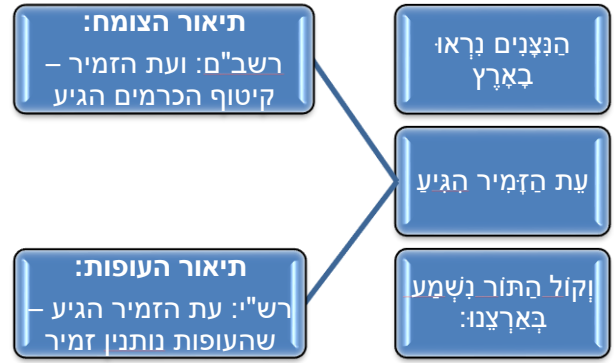 הַנִּצָּנִים נִרְאוּ
בָאָרֶץ
עֵת הַזָּמִיר הִגִּיעַ
וְקוֹל הַתּוֹר נִשְׁמַע
בְּאַרְצֵנוּ:
תיאור הצומח:
רשב"ם: ועת הזמיר –
קיטוף הכרמים הגיע
תיאור העופות:
רש"י: עת הזמיר הגיע –
שהעופות נותנין זמיר